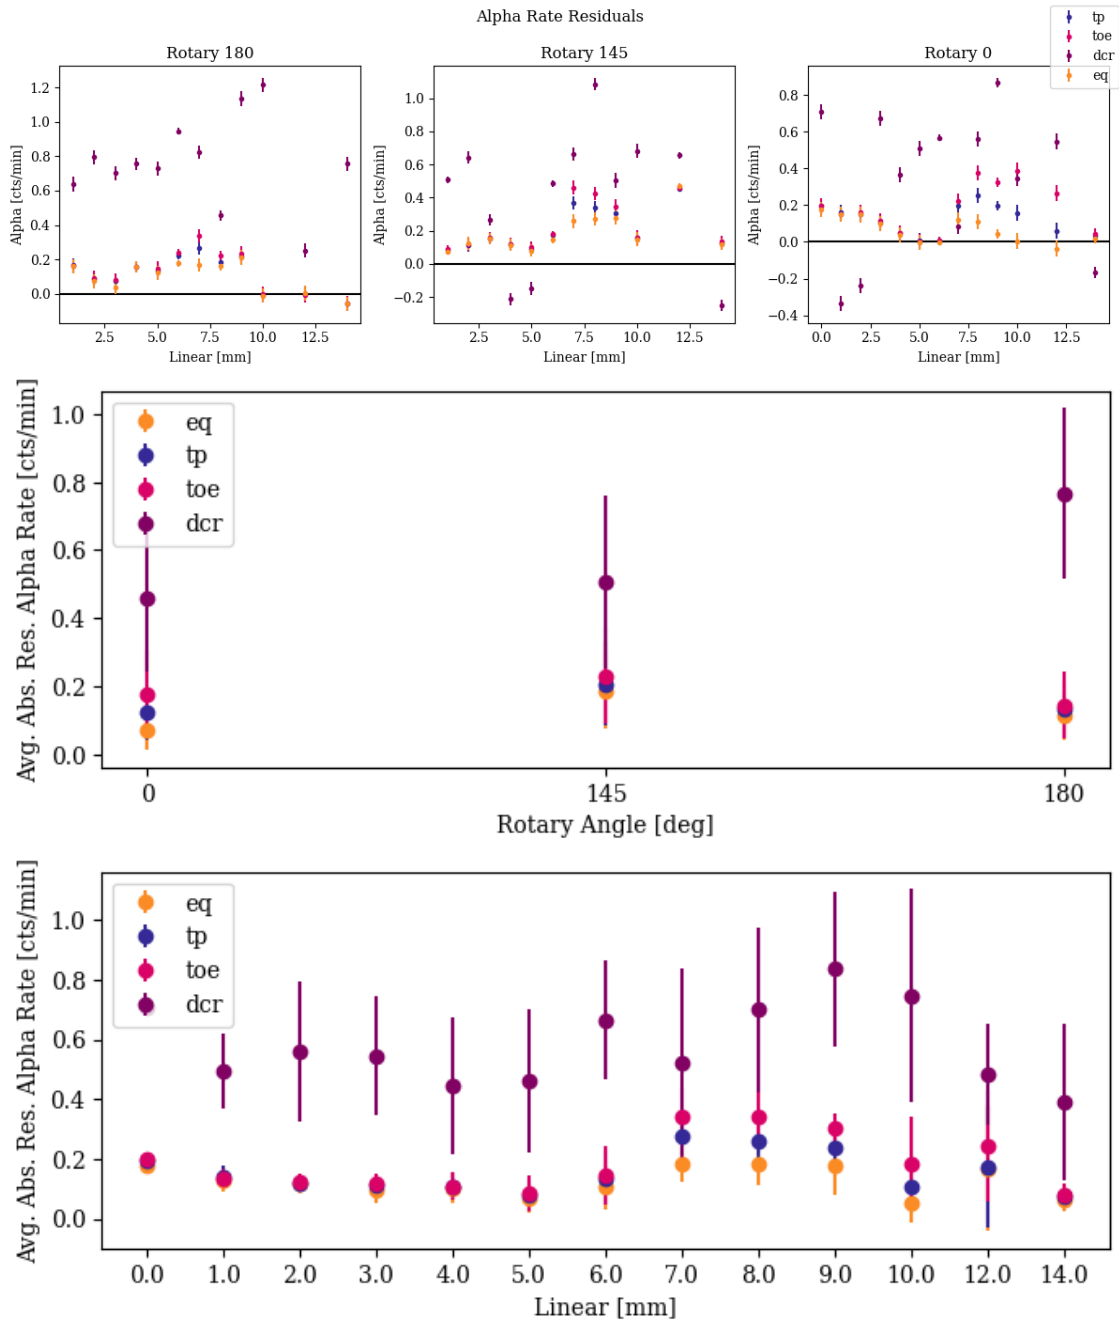 Alpha Rate Residuals
tp
toe
dcr
eq
Rotary 180
Alpha [cts/min]
1.2
1.0
0.8
0.6
0.4
0.2
0.0
2.5 5.0 7.5 10.0 12.5
Linear [mm]
Rotary 145
Alpha [cts/min]
1.0
0.8
0.6
0.4
0.2
0.0
−0.2
2.5 5.0 7.5 10.0 12.5
Linear [mm]
Rotary 0
Alpha [cts/min]
0.8
0.6
0.4
0.2
0.0
−0.2
−0.4
0.0 2.5 5.0 7.5 10.0 12.5
Linear [mm]
Avg. Abs. Res. Alpha Rate [cts/min]
1.0
0.8
0.6
0.4
0.2
0.0
eq
tp
toe
dcr
0 145 180
Rotary Angle [deg]
Avg. Abs. Res. Alpha Rate [cts/min]
1.0
0.8
0.6
0.4
0.2
0.0
eq
tp
toe
dcr
0.0 1.0 2.0 3.0 4.0 5.0 6.0 7.0 8.0 9.0 10.0 12.0 14.0
Linear [mm]